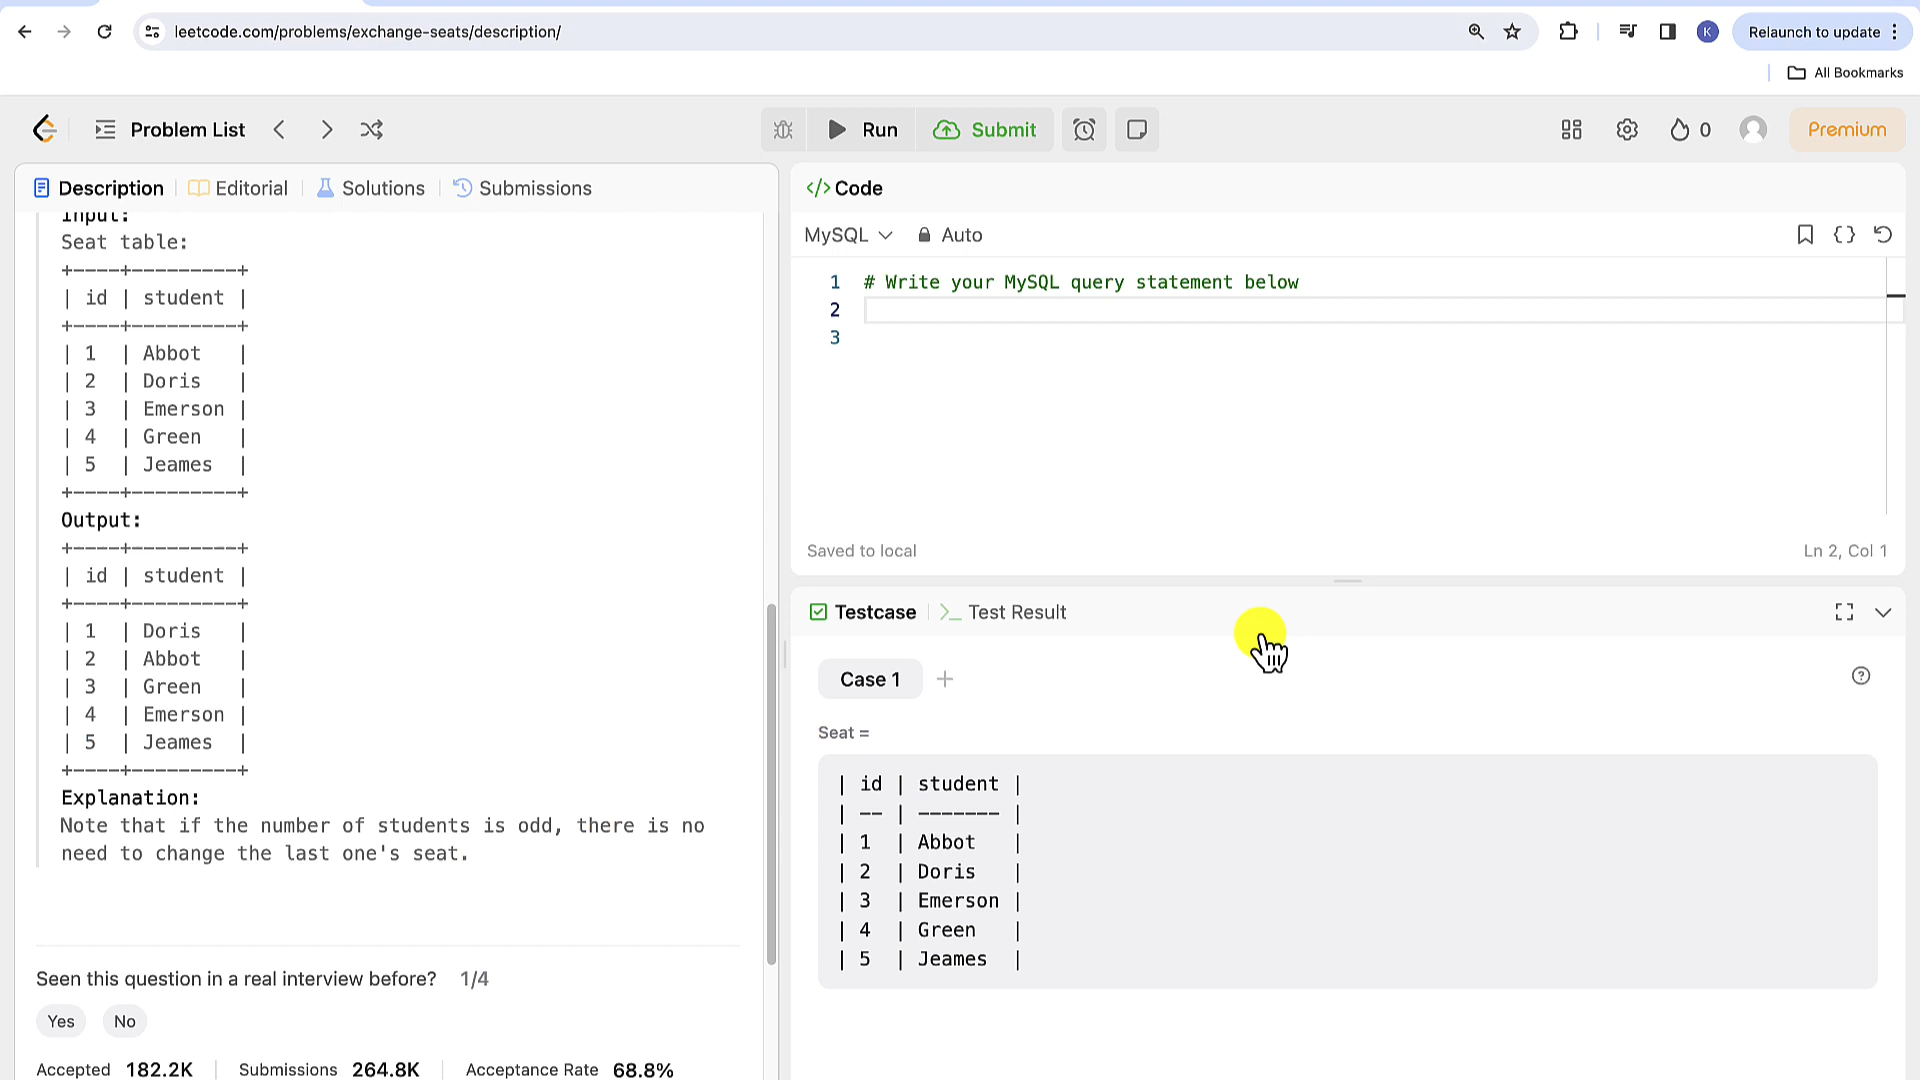 leetcode.com/problems/exchange-seats/description/
K
Relaunch to update
All Bookmarks
Problem List
Run
Submit
0
Premium
Description
Editorial
Solutions
Submissions
Input:
Seat table:
+-----+---------+
| id | student |
+-----+---------+
| 1 | Abbot |
| 2 | Doris |
| 3 | Emerson |
| 4 | Green |
| 5 | Jeames |
+-----+---------+
Output:
+-----+---------+
| id | student |
+-----+---------+
| 1 | Doris |
| 2 | Abbot |
| 3 | Green |
| 4 | Emerson |
| 5 | Jeames |
+-----+---------+
Explanation:
Note that if the number of students is odd, there is no
need to change the last one's seat.
Seen this question in a real interview before? 1/4
Yes No
Accepted 182.2K | Submissions 264.8K | Acceptance Rate 68.8%
</> Code
MySQL Auto
1 # Write your MySQL query statement below
2
3
Saved to local
Ln 2, Col 1
Testcase
>_ Test Result
Case 1 +
Seat =
| id | student |
| -- | ------- |
| 1 | Abbot |
| 2 | Doris |
| 3 | Emerson |
| 4 | Green |
| 5 | Jeames |